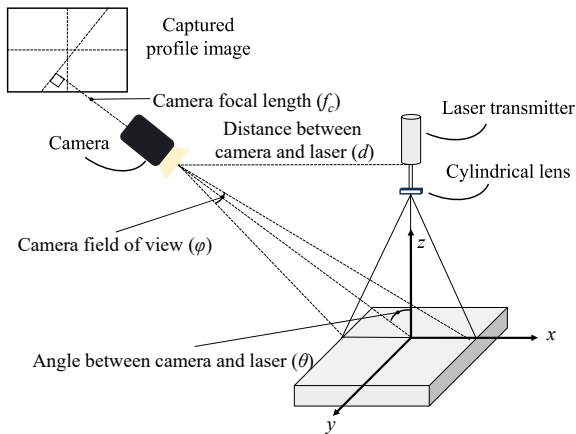 Captured
profile image
Camera focal length (f_c)
Laser transmitter
Distance between
camera and laser (d)
Camera
Cylindrical lens
z
Camera field of view (φ)
x
Angle between camera and laser (θ)
y